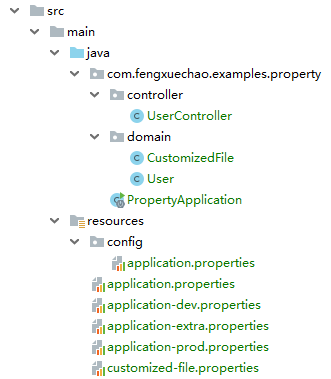 src
main
java
com.fengxuechao.examples.property
controller
UserController
domain
CustomizedFile
User
PropertyApplication
resources
config
application.properties
application.properties
application-dev.properties
application-extra.properties
application-prod.properties
customized-file.properties